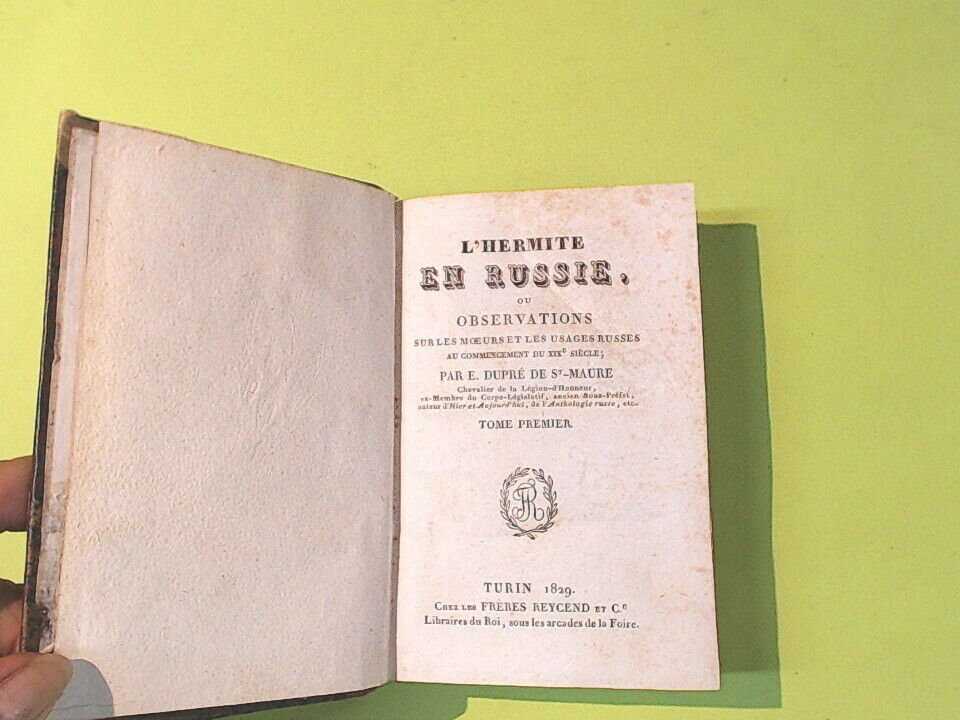 L'HERMITE
EN RUSSIE,
OU
OBSERVATIONS
SUR LES MŒURS ET LES USAGES RUSSES
AU COMMENCEMENT DU XIXe SIÈCLE;
PAR E. DUPRÉ DE ST-MAURE
Chevalier de la Légion-d'Honneur,
ex-Membre du Corps-Législatif, ancien Sous-Préfet,
auteur d'Hier et Aujourd'hui, de l'Anthologie russe, etc.
TOME PREMIER.
FR
TURIN 1829.
CHEZ LES FRÈRES REYCEND ET C.e
Libraires du Roi, sous les arcades de la Foire.